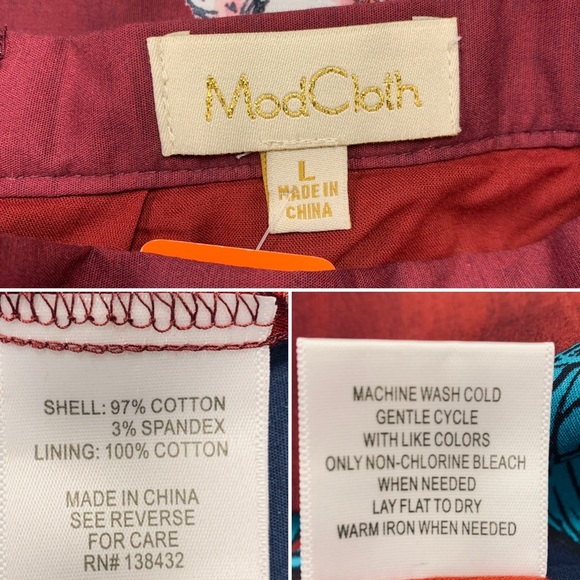 ModCloth
L
MADE IN
CHINA
SHELL: 97% COTTON
3% SPANDEX
LINING: 100% COTTON
MADE IN CHINA
SEE REVERSE
FOR CARE
RN# 138432
MACHINE WASH COLD
GENTLE CYCLE
WITH LIKE COLORS
ONLY NON-CHLORINE BLEACH
WHEN NEEDED
LAY FLAT TO DRY
WARM IRON WHEN NEEDED